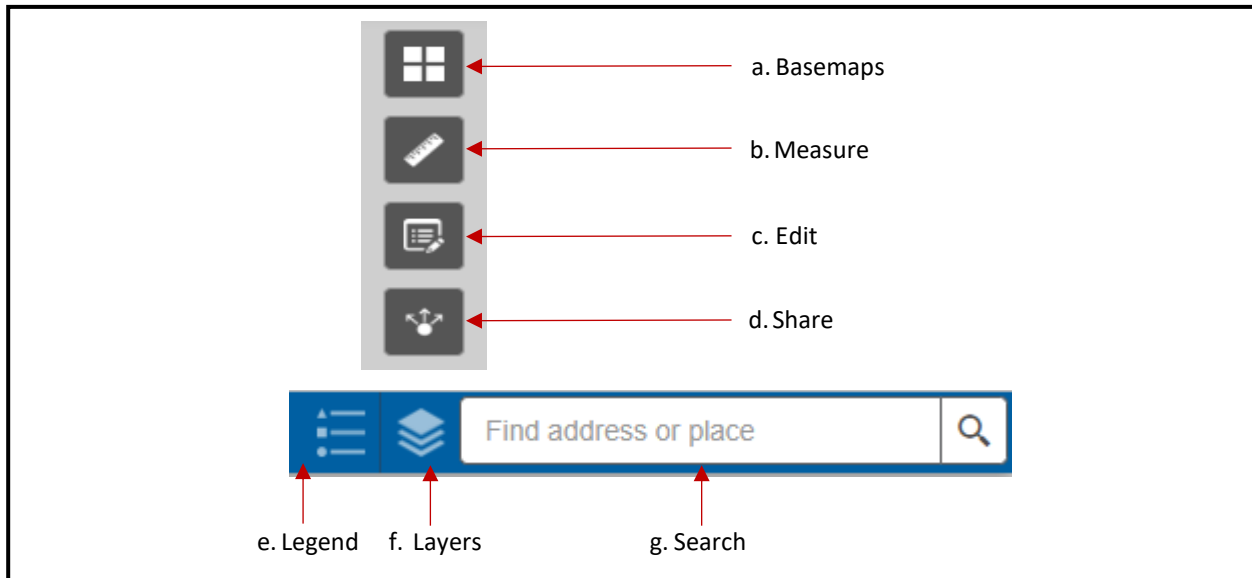 a. Basemaps
b. Measure
c. Edit
d. Share
Find address or place
e. Legend f. Layers g. Search